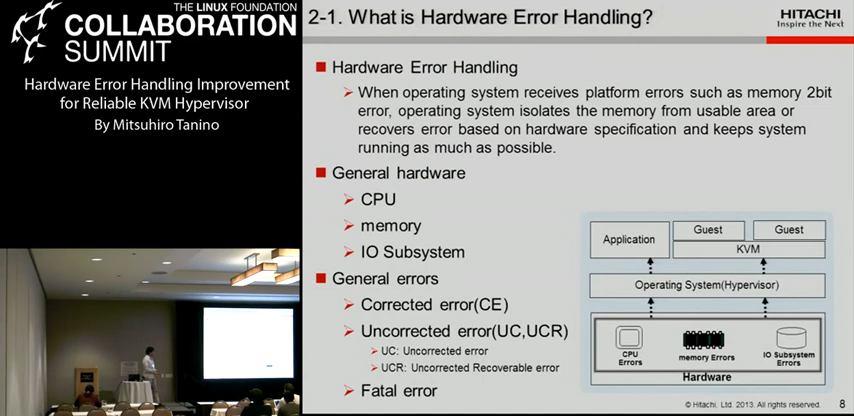 THE LINUX FOUNDATION
COLLABORATION
SUMMIT
Hardware Error Handling Improvement
for Reliable KVM Hypervisor
By Mitsuhiro Tanino
2-1. What is Hardware Error Handling?
HITACHI
Inspire the Next
Hardware Error Handling
When operating system receives platform errors such as memory 2bit
error, operating system isolates the memory from usable area or
recovers error based on hardware specification and keeps system
running as much as possible.
General hardware
CPU
memory
IO Subsystem
General errors
Corrected error(CE)
Uncorrected error(UC,UCR)
UC: Uncorrected error
UCR: Uncorrected Recoverable error
Fatal error
Application
Guest
Guest
KVM
Operating System(Hypervisor)
CPU
Errors
memory Errors
IO Subsystem
Errors
Hardware
© Hitachi, Ltd. 2013. All rights reserved.
8